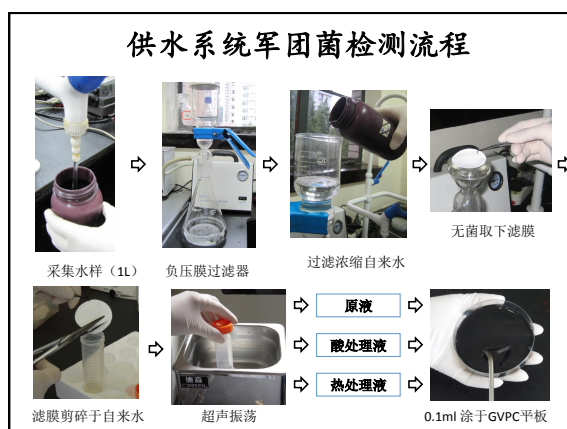 供水系统军团菌检测流程
采集水样（1L）
负压膜过滤器
过滤浓缩自来水
无菌取下滤膜
滤膜剪碎于自来水
超声振荡
原液
酸处理液
热处理液
0.1ml 涂于GVPC平板